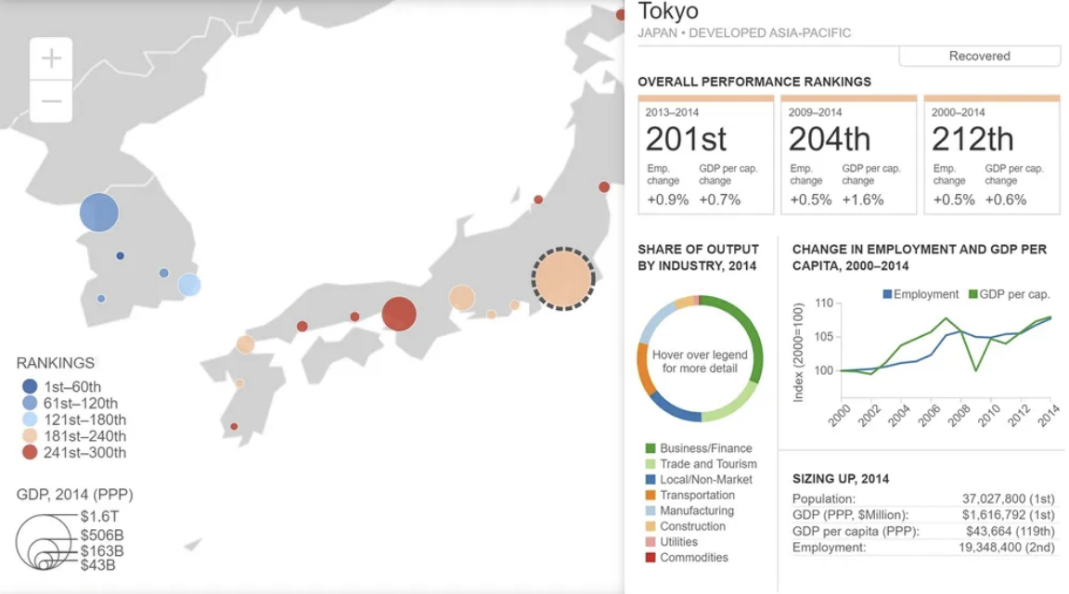 +
−
RANKINGS
1st–60th
61st–120th
121st–180th
181st–240th
241st–300th
GDP, 2014 (PPP)
$1.6T
$506B
$163B
$43B
Tokyo
JAPAN • DEVELOPED ASIA-PACIFIC
Recovered
OVERALL PERFORMANCE RANKINGS
2013–2014
201st
Emp. change
GDP per cap. change
+0.9% +0.7%
2009–2014
204th
Emp. change
GDP per cap. change
+0.5% +1.6%
2000–2014
212th
Emp. change
GDP per cap. change
+0.5% +0.6%
SHARE OF OUTPUT
BY INDUSTRY, 2014
Hover over legend
for more detail
Business/Finance
Trade and Tourism
Local/Non-Market
Transportation
Manufacturing
Construction
Utilities
Commodities
CHANGE IN EMPLOYMENT AND GDP PER
CAPITA, 2000–2014
Employment GDP per cap.
Index (2000=100)
110
105
100
2000 2002 2004 2006 2008 2010 2012 2014
SIZING UP, 2014
Population: 37,027,800 (1st)
GDP (PPP, $Million): $1,616,792 (1st)
GDP per capita (PPP): $43,664 (119th)
Employment: 19,348,400 (2nd)